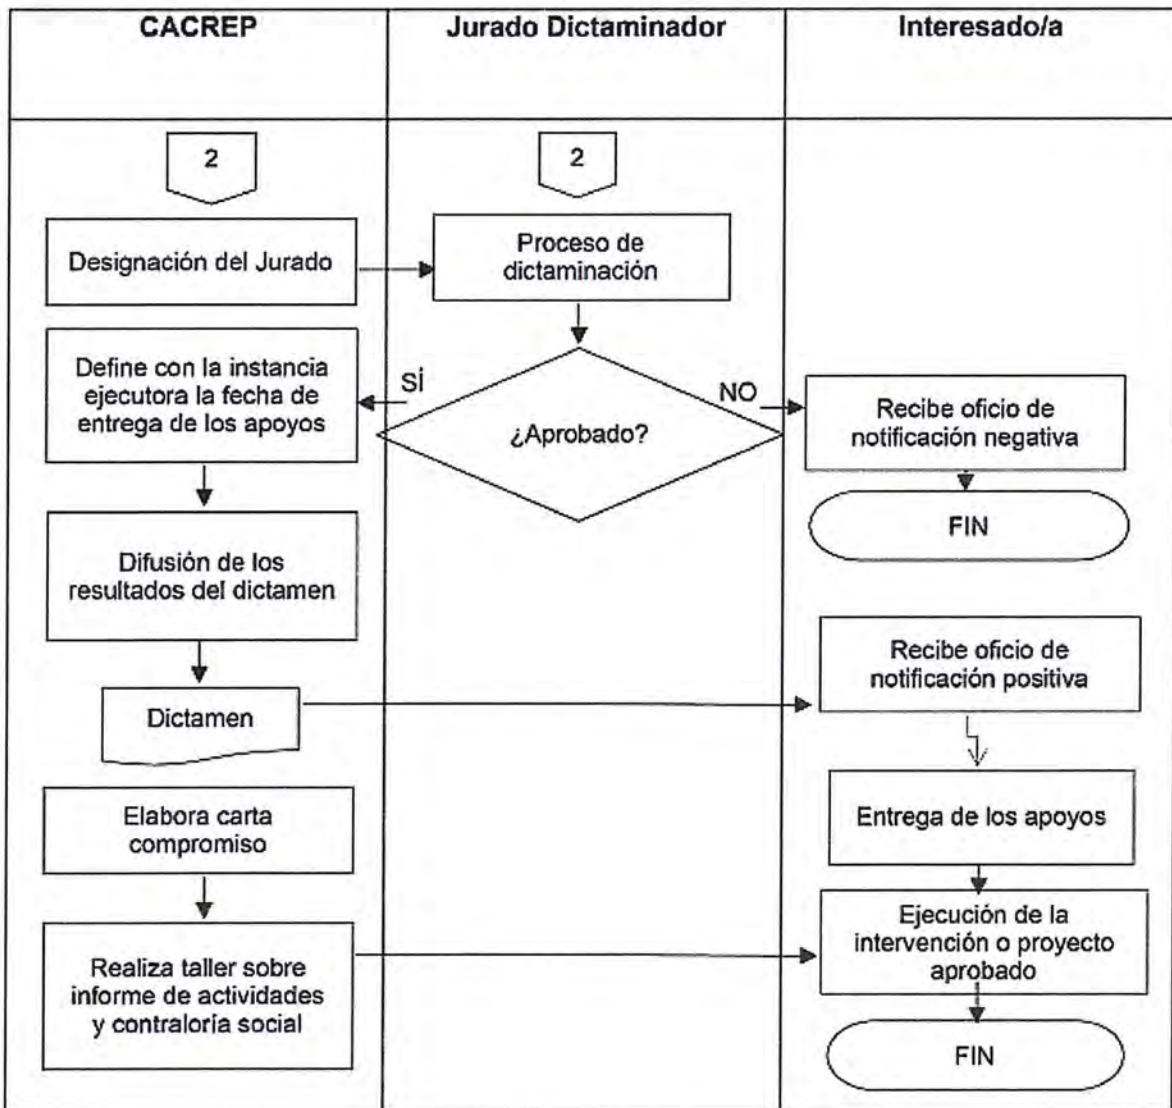 CACREP
Jurado Dictaminador
Interesado/a
2
2
Designación del Jurado
Proceso de
dictaminación
Define con la instancia
ejecutora la fecha de
entrega de los apoyos
SÍ
¿Aprobado?
NO
Recibe oficio de
notificación negativa
FIN
Difusión de los
resultados del dictamen
Recibe oficio de
notificación positiva
Dictamen
Elabora carta
compromiso
Entrega de los apoyos
Ejecución de la
intervención o proyecto
aprobado
Realiza taller sobre
informe de actividades
y contraloría social
FIN